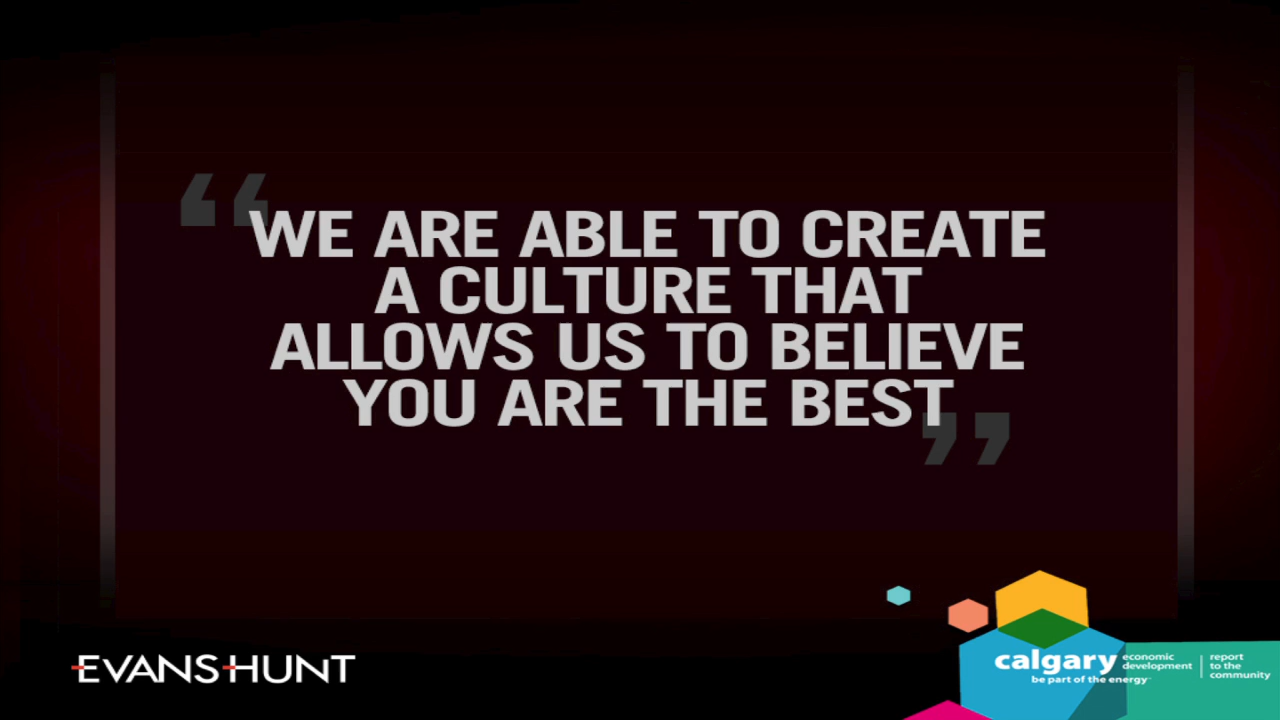 “WE ARE ABLE TO CREATE
A CULTURE THAT
ALLOWS US TO BELIEVE
YOU ARE THE BEST”
EVANS HUNT
calgary
be part of the energy™
economic
development
report
to the
community